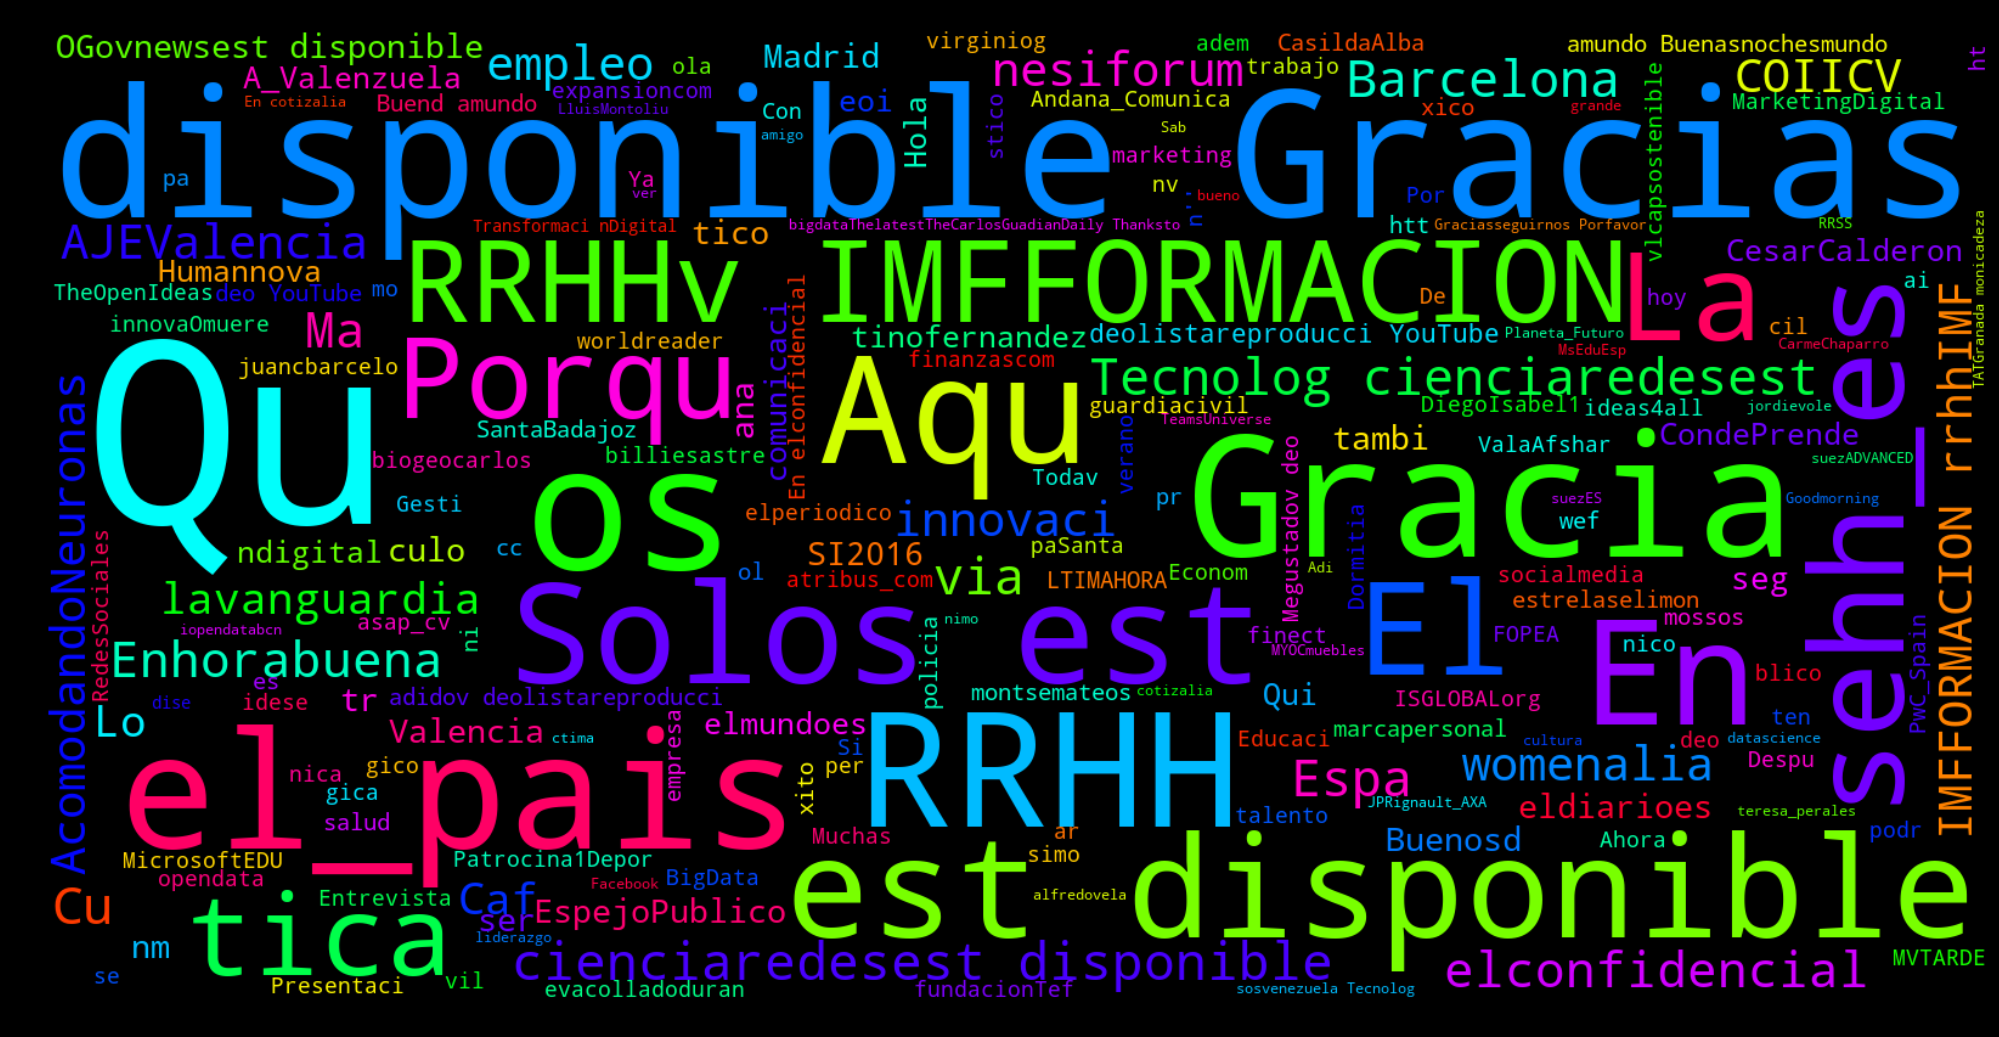 OGovnewsest disponible
A_Valenzuela
empleo
ola
Madrid
virginiog
adem
CasildaAlba
amundo Buenasnochesmundo
ht
nesiforum
trabajo
Barcelona
COIICV
En cotizalia
Buend amundo
expansioncom
LluisMontoliu
Con
eoi
Hola
stico
Andana_Comunica
xico
grande
vlcapsostenible
MarketingDigital
disponible Gracias
amigo
Sab
marketing
pa
Ya
ver
nv
n
bueno
Por
AJEValencia
Transformaci nDigital
tico
bigdataThelatestTheCarlosGuadianDaily Thanksto
htt
Graciasseguirnos Porfavor
RRSS
TATGranada monicadeza
Humannova
RRHHv IMFFORMACION
La
CesarCalderon
TheOpenIdeas
deo YouTube
mo
De
hoy
ai
innovaOmuere
Ma
worldreader
comunicaci
En elconfidencial
tinofernandez
deolistareproducci YouTube
Planeta_Futuro
cil
sehh_es
IMFFORMACION rrhhIMF
juancbarcelo
Porqu
finanzascom
MsEduEsp
CarmeChaparro
Qu
ana
Aqu
Tecnolog cienciaredesest
AcomodandoNeuronas
guardiacivil
DiegoIsabel1
ideas4all
jordievole
SantaBadajoz
TeamsUniverse
verano
tambi
ValaAfshar
CondePrende
biogeocarlos
billiesastre
suezADVANCED
os
Todav
Gracia
Megustadov deo
Gesti
pr
suezES
Goodmorning
elperiodico
innovaci
wef
Dormitia
ndigital
culo
cc
SI2016
paSanta
RedesSociales
ol
atribus_com
via
LTIMAHORA
Econom
Adi
socialmedia
seg
lavanguardia
Solos est
El
estrelaselimon
asap_cv
nimo
mossos
iopendatabcn
ni
policia
finect
FOPEA
En
nico
PwC_Spain
Enhorabuena
MYOCmuebles
blico
es
montsemateos
cotizalia
Qui
ISGLOBALorg
dise
idese
tr
adidov deolistareproducci
Lo
Valencia
ctima
empresa
elmundoes
RRHH
Educaci
marcapersonal
ten
cultura
deo
datascience
Si
el_pais
nica
gico
per
xito
womenalia
Despu
gica
Espa
JPRignault_AXA
eldiarioes
teresa_perales
salud
talento
Muchas
ar
Buenosd
Ahora
podr
MicrosoftEDU
Patrocina1Depor
simo
est disponible
opendata
Facebook
BigData
Cu
tica
Entrevista
Caf
ser
EspejoPublico
alfredovela
nm
liderazgo
cienciaredesest disponible
elconfidencial
MVTARDE
se
Presentaci
vil
evacolladoduran
fundacionTef
sosvenezuela Tecnolog